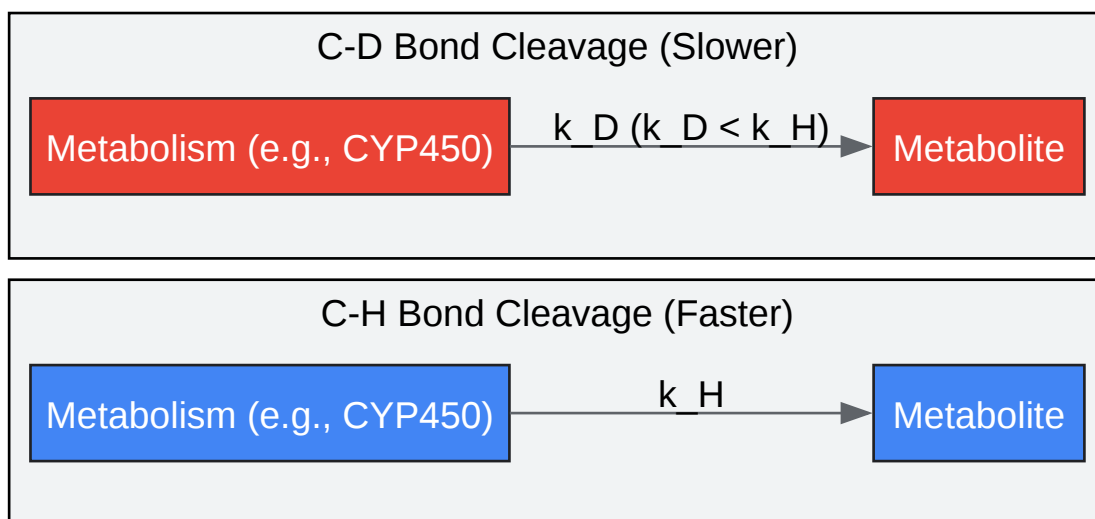 C-D Bond Cleavage (Slower)
Metabolism (e.g., CYP450)
k_D (k_D < k_H)
Metabolite
C-H Bond Cleavage (Faster)
Metabolism (e.g., CYP450)
k_H
Metabolite